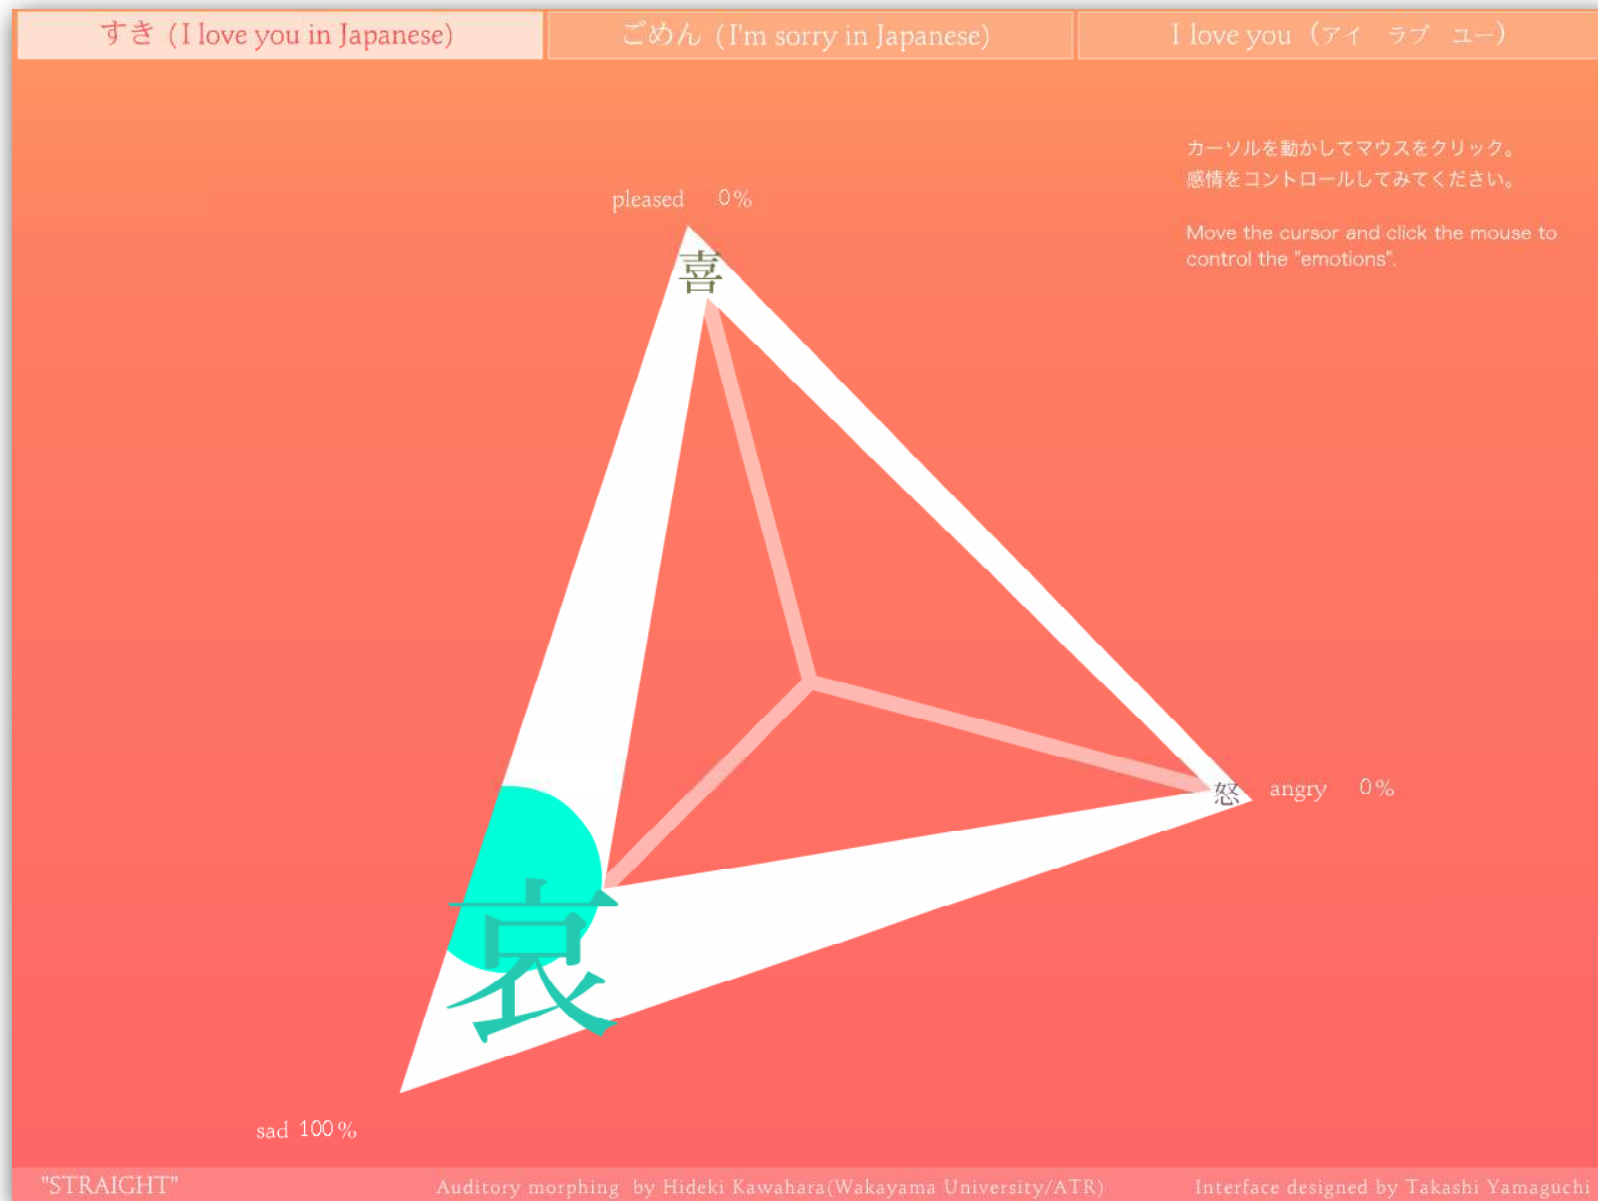 すき (I love you in Japanese)
ごめん (I'm sorry in Japanese)
I love you (アイ ラブ ユー)
カーソルを動かしてマウスをクリック。
感情をコントロールしてみてください。
Move the cursor and click the mouse to
control the "emotions".
pleased 0%
喜
怒 angry 0%
哀
sad 100%
"STRAIGHT"
Auditory morphing by Hideki Kawahara(Wakayama University/ATR)
Interface designed by Takashi Yamaguchi